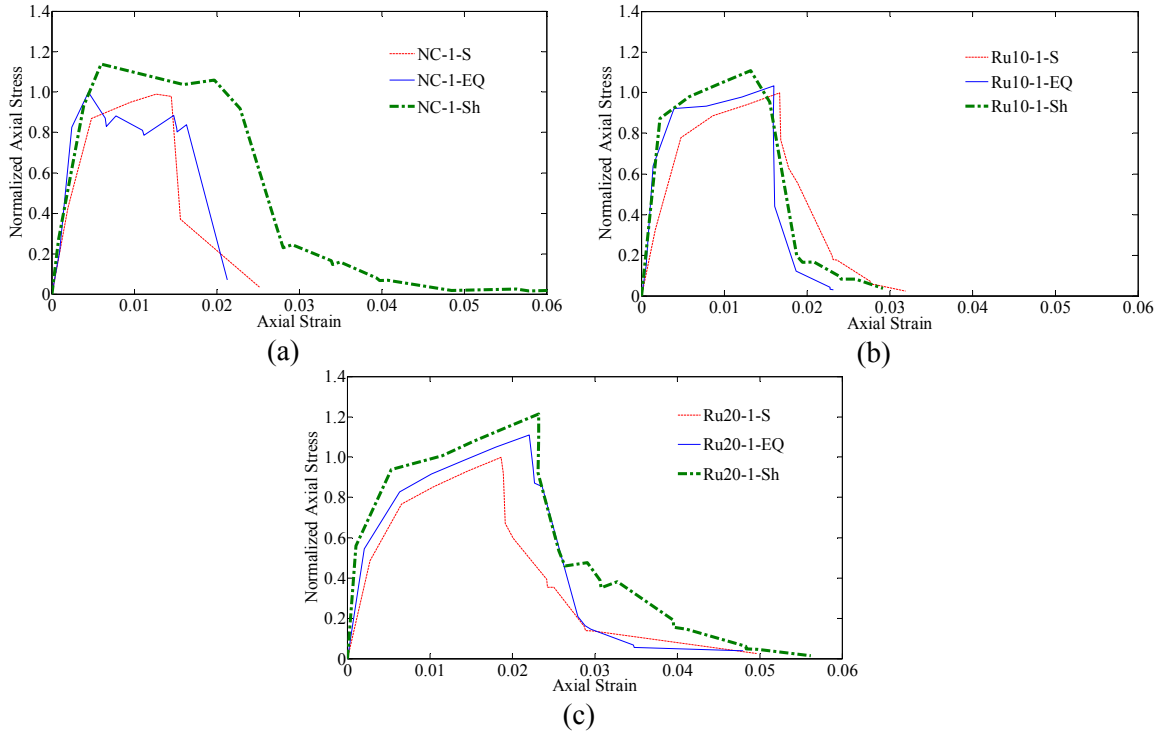 1.4
1.2
1.0
0.8
0.6
0.4
0.2
0
Normalized Axial Stress
NC-1-S
NC-1-EQ
NC-1-Sh
0 0.01 0.02 0.03 0.04 0.05 0.06
Axial Strain
(a)
1.4
1.2
1.0
0.8
0.6
0.4
0.2
0
Normalized Axial Stress
Ru10-1-S
Ru10-1-EQ
Ru10-1-Sh
0 0.01 0.02 0.03 0.04 0.05 0.06
Axial Strain
(b)
1.4
1.2
1.0
0.8
0.6
0.4
0.2
0
Normalized Axial Stress
Ru20-1-S
Ru20-1-EQ
Ru20-1-Sh
0 0.01 0.02 0.03 0.04 0.05 0.06
Axial Strain
(c)